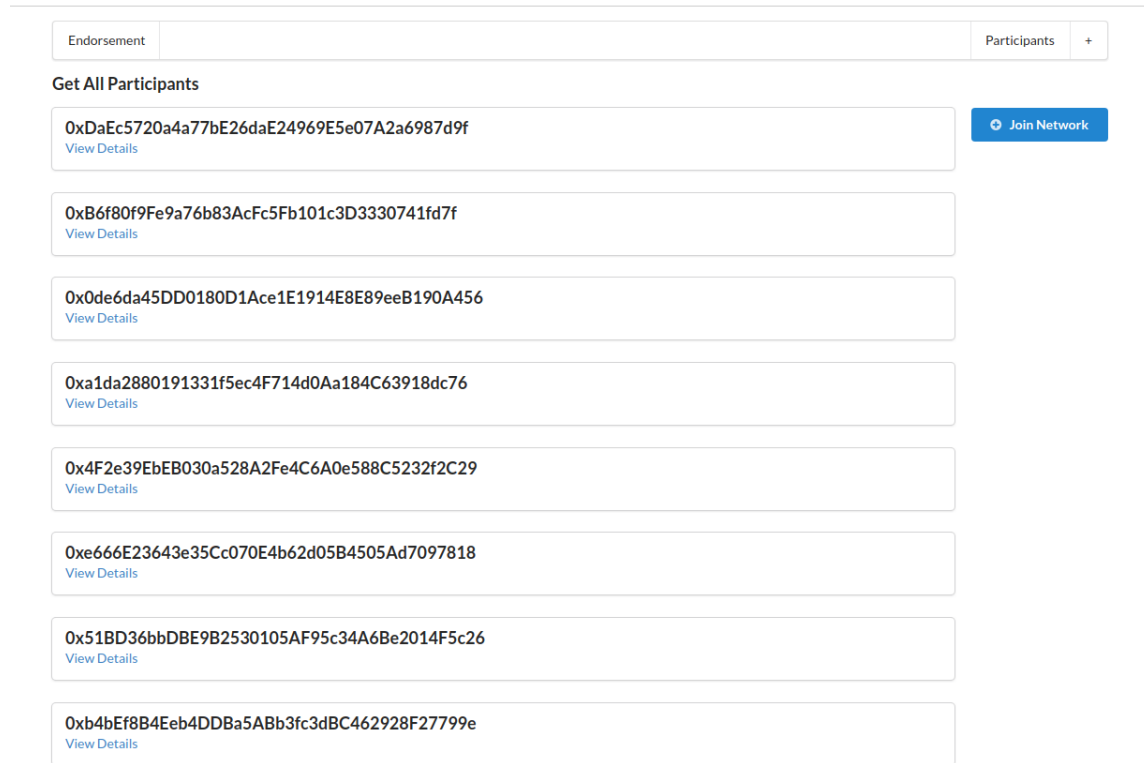 Endorsement Participants +
Get All Participants
0xDaEc5720a4a77bE26daE24969E5e07A2a6987d9f
View Details
Join Network
0xB6f80f9Fe9a76b83AcFc5Fb101c3D3330741fd7f
View Details
0x0de6da45DD0180D1Ace1E1914E8E89eeB190A456
View Details
0xa1da2880191331f5ec4F714d0Aa184C63918dc76
View Details
0x4F2e39EbEB030a528A2Fe4C6A0e588C5232f2C29
View Details
0xe666E23643e35Cc070E4b62d05B4505Ad7097818
View Details
0x51BD36bbDBE9B2530105AF95c34A6Be2014F5c26
View Details
0xb4bEf8B4Eeb4DDBa5ABb3fc3dBC462928F27799e
View Details